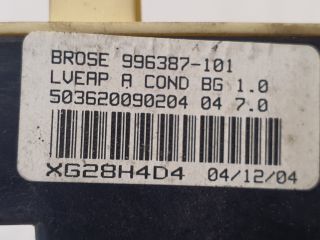 BROSE 996387-101
LVEAP A COND BG 1.0
503620090204 04 7.0
XG28H4D4 04/12/04